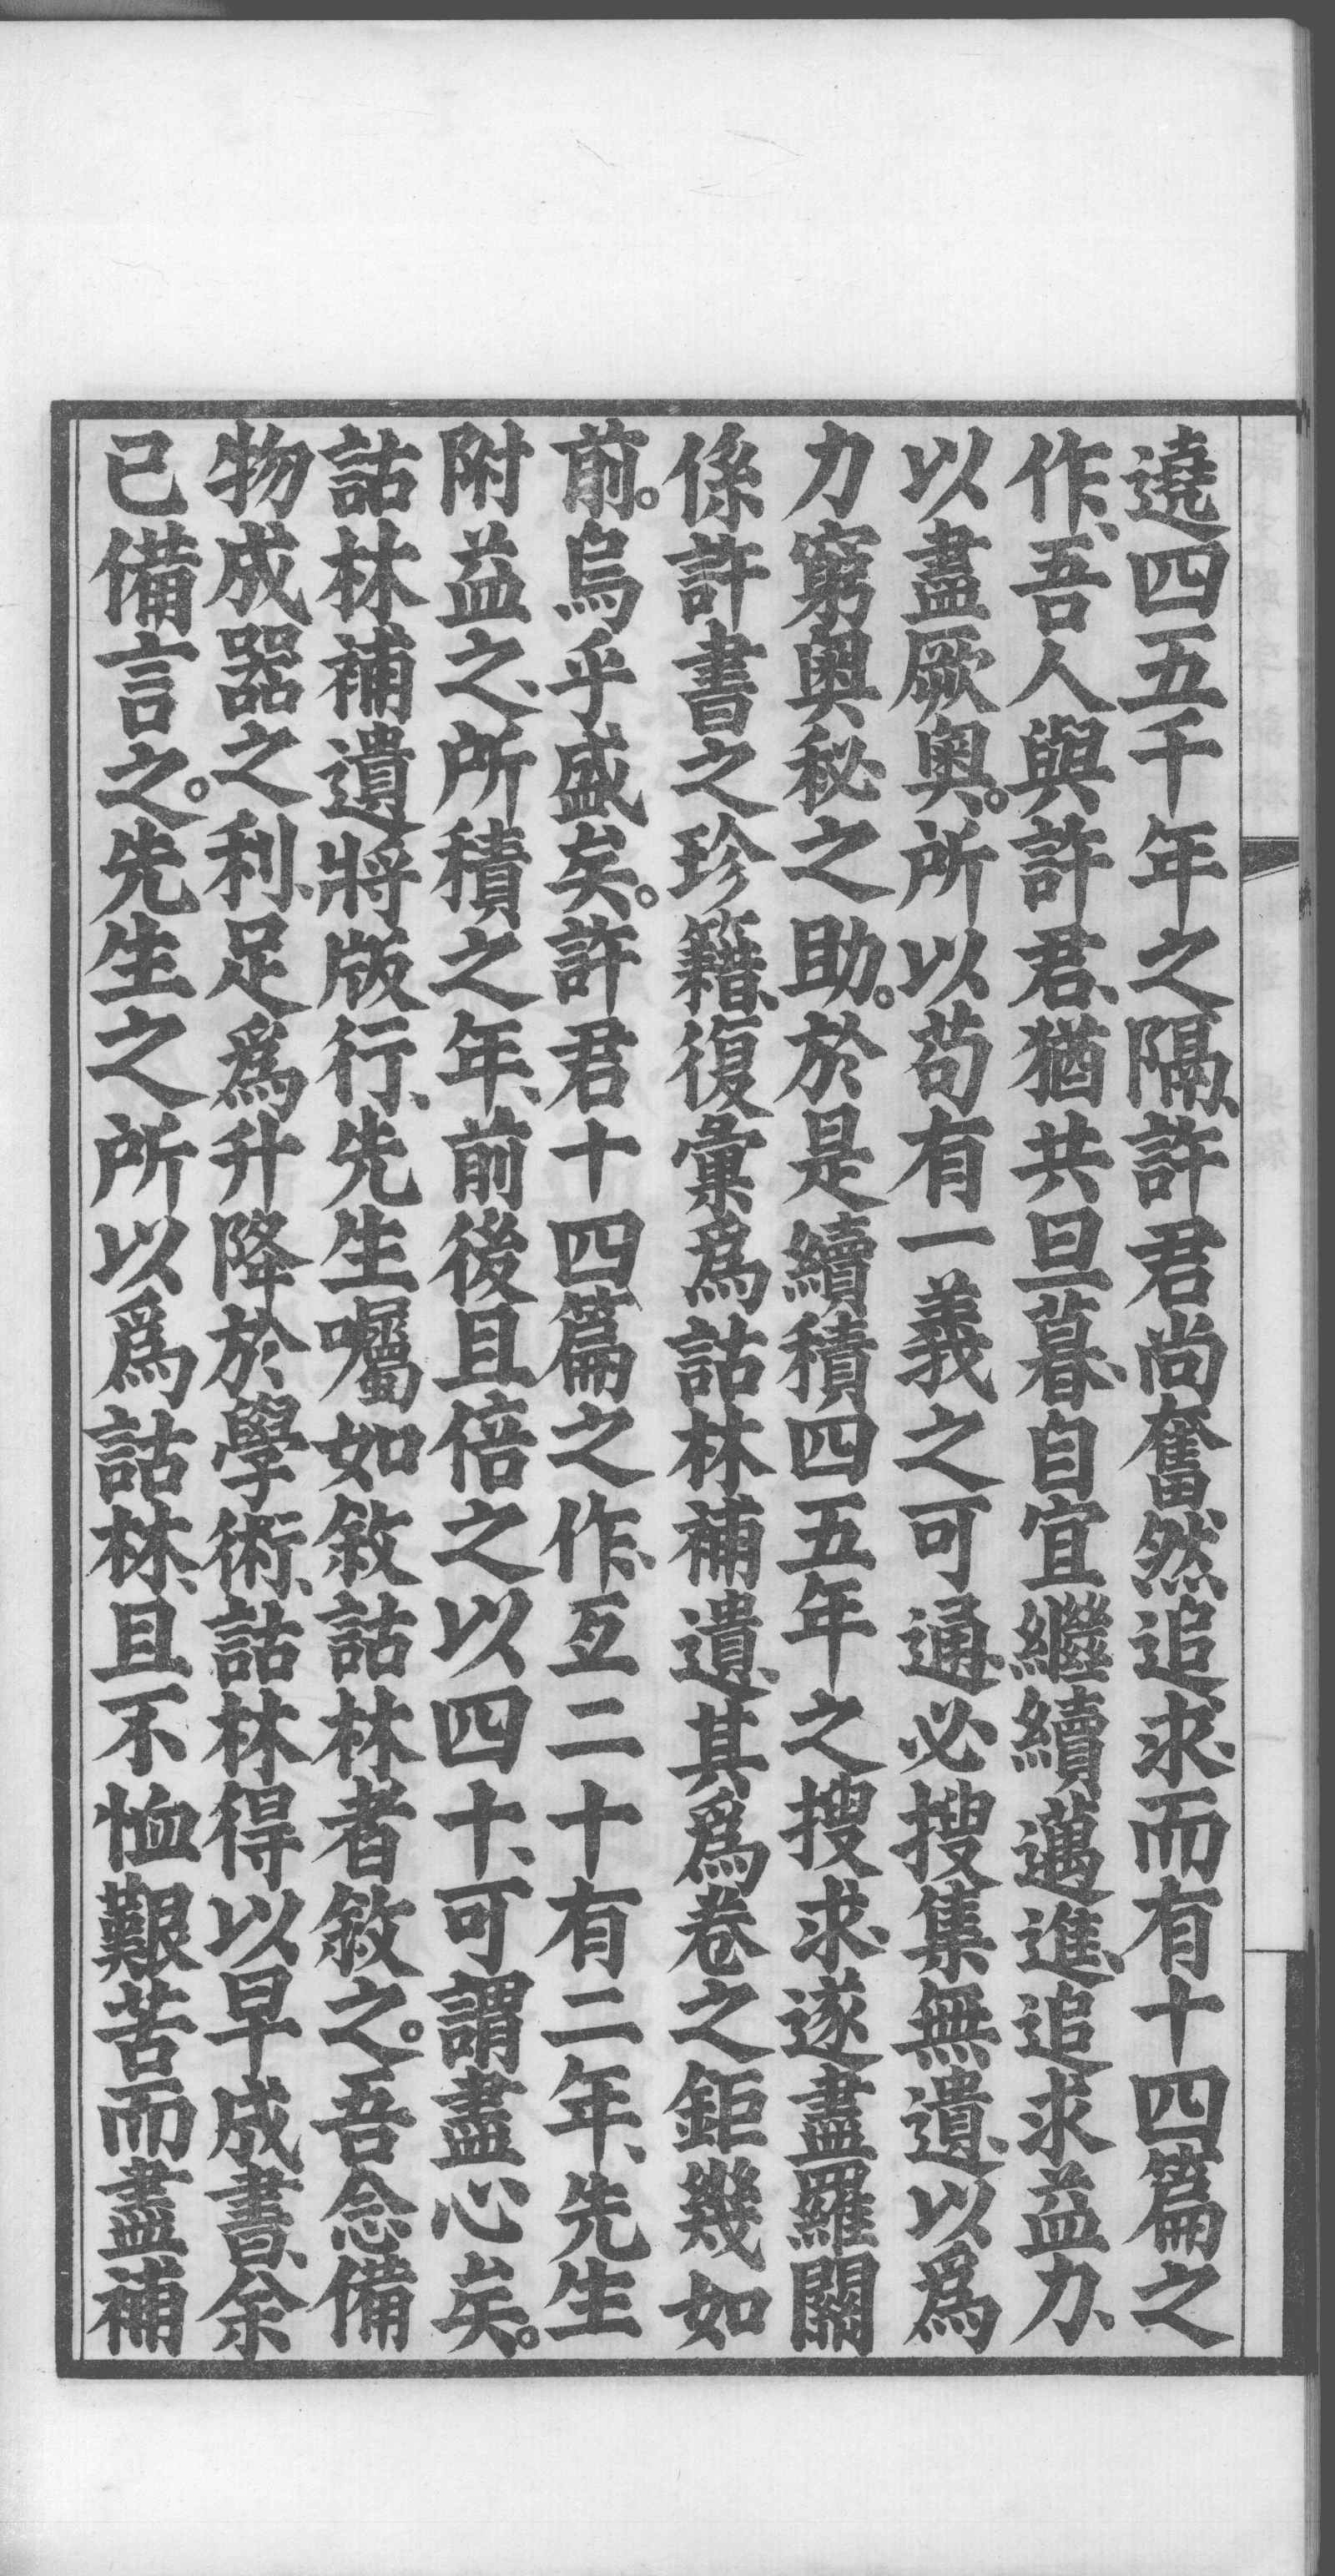 遶四五千年之隔、許君尚奮然追求、而有十四篇之
作、吾人與許君、猶共旦暮、自宜繼續邁進、追求益力、
以盡厥奧。所以苟有一義之可通、必搜集無遺、以爲
力窮奧秘之助。於是續積四五年之搜求、遂盡羅關
係許書之珍籍、復彙爲詁林補遺、其爲卷之鉅幾如
前。烏乎盛矣。許君十四篇之作、亙二十有二年、先生
附益之、所積之年、前後且倍之以四十、可謂盡心矣。
詁林補遺將版行、先生囑如敘詁林者敘之。吾念備
物成器之利、足爲升降於學術、詁林得以早成書、余
已備言之。先生之所以爲詁林、且不恤艱苦而盡補